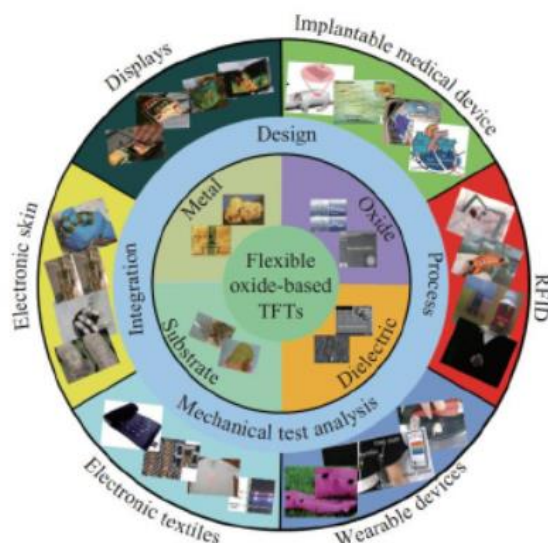 Displays
Implantable medical device
RFID
Wearable devices
Electronic textiles
Electronic skin
Design
Process
Mechanical test analysis
Integration
Metal
Oxide
Dielectric
Substrate
Flexible
oxide-based
TFTs